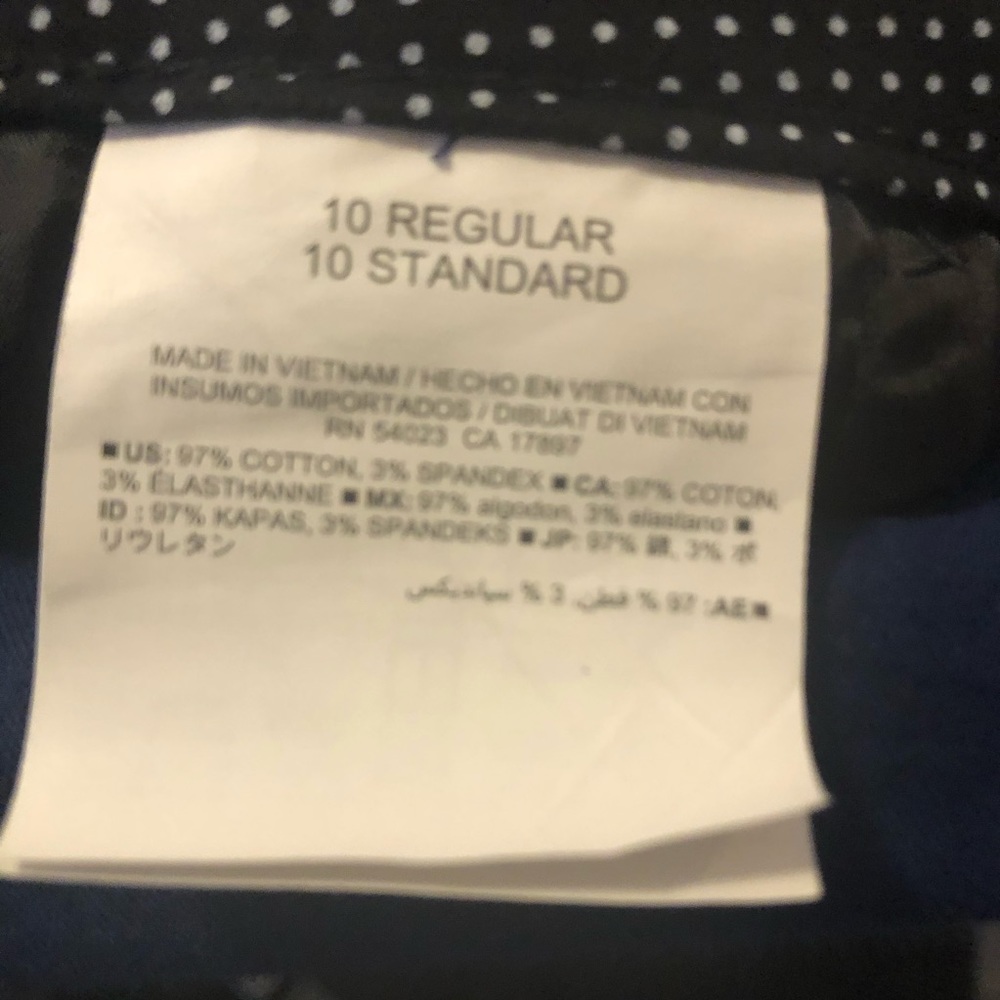 10 REGULAR
10 STANDARD
MADE IN VIETNAM / HECHO EN VIETNAM CON
INSUMOS IMPORTADOS / DIBUAT DI VIETNAM
RN 54023 CA 17897
■ US: 97% COTTON, 3% SPANDEX ■ CA: 97% COTON,
3% ÉLASTHANNE ■ MX: 97% algodon, 3% elastano ■
ID : 97% KAPAS, 3% SPANDEKS ■ JP: 97% 綿, 3% ポ
リウレタン
■AE: 97 % قطن, 3 % سباندیکس